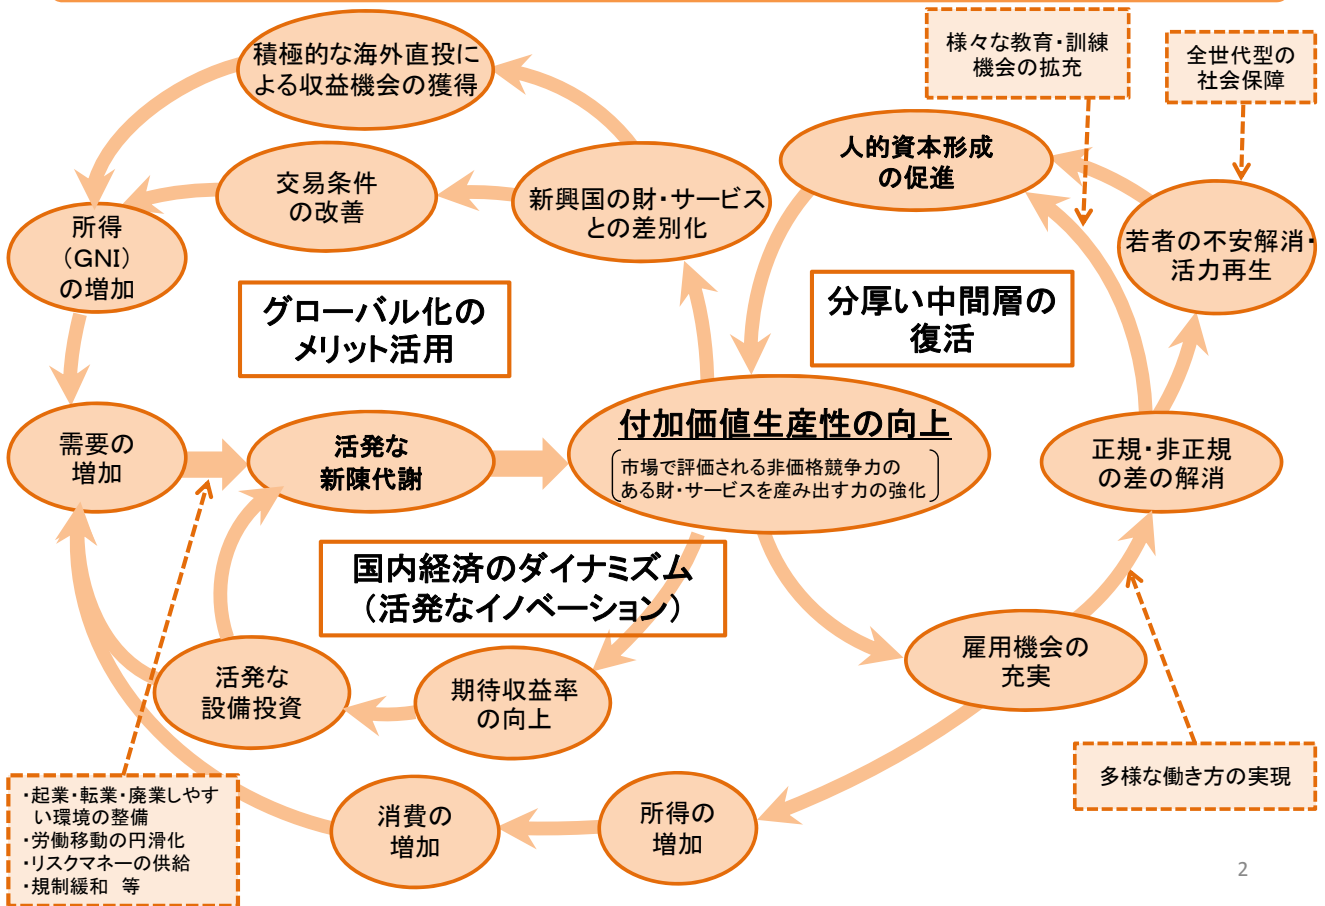 積極的な海外直投に
よる収益機会の獲得
様々な教育・訓練
機会の拡充
全世代型の
社会保障
人的資本形成
の促進
交易条件
の改善
新興国の財・サービス
との差別化
所得
（GNI）
の増加
若者の不安解消・
活力再生
グローバル化の
メリット活用
分厚い中間層の
復活
需要の
増加
活発な
新陳代謝
付加価値生産性の向上
市場で評価される非価格競争力の
ある財・サービスを産み出す力の強化
正規・非正規
の差の解消
国内経済のダイナミズム
（活発なイノベーション）
雇用機会の
充実
活発な
設備投資
期待収益率
の向上
多様な働き方の実現
・起業・転業・廃業しやす
い環境の整備
・労働移動の円滑化
・リスクマネーの供給
・規制緩和　等
消費の
増加
所得の
増加
2